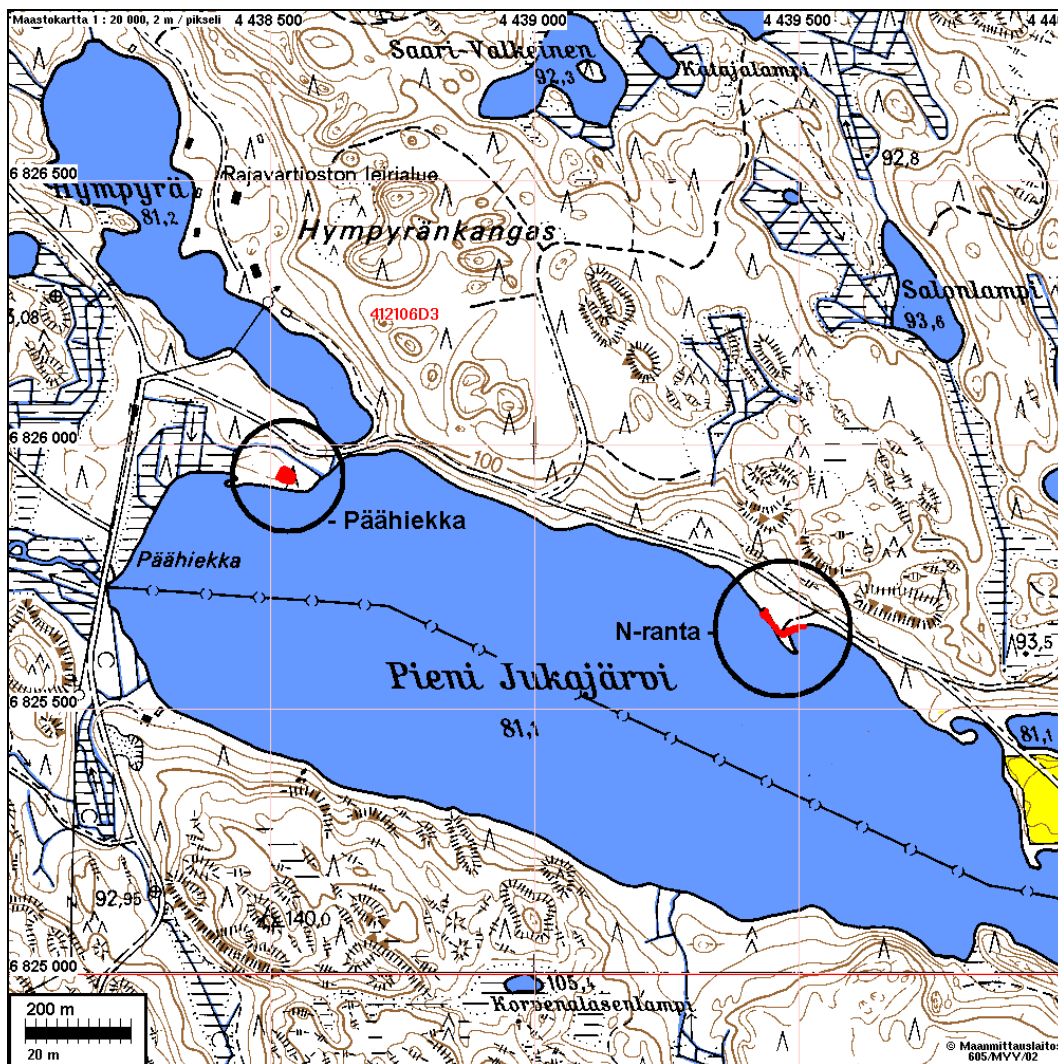 Maastokartta 1 : 20 000, 2 m / pikseli
4 438 500
4 439 000
4 439 500
Saari-Valkeinen
92,3
Katajalampi
92,8
6 826 500
Rajavartioston leirialue
Hympyrä
81,2
Hympyränkangas
Salonlampi
93,6
412106D3
6 826 000
100
- Päähiekka
Päähiekka
N-ranta -
93,5
Pieni Jukajärvi
6 825 500
81,1
81,1
92,95
140,0
6 825 000
105,4
Korvenalasenlampi
200 m
20 m
© Maanmittauslaito
605/MYY/02